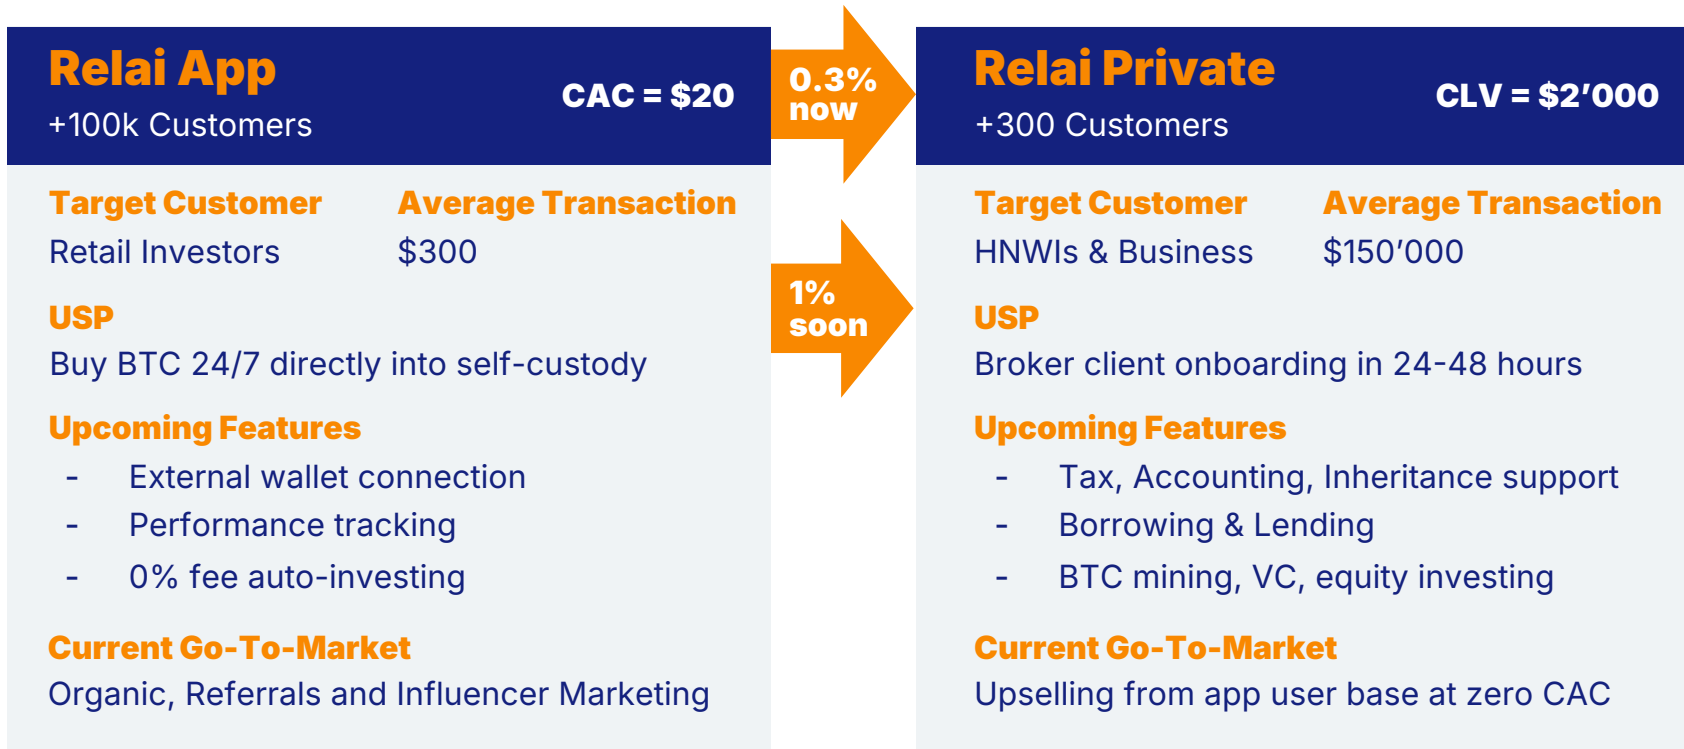 Relai App
+100k Customers
CAC = $20
Target Customer
Retail Investors
Average Transaction
$300
USP
Buy BTC 24/7 directly into self-custody
Upcoming Features
- External wallet connection
- Performance tracking
- 0% fee auto-investing
Current Go-To-Market
Organic, Referrals and Influencer Marketing
0.3%
now
1%
soon
Relai Private
+300 Customers
CLV = $2’000
Target Customer
HNWIs & Business
Average Transaction
$150’000
USP
Broker client onboarding in 24-48 hours
Upcoming Features
- Tax, Accounting, Inheritance support
- Borrowing & Lending
- BTC mining, VC, equity investing
Current Go-To-Market
Upselling from app user base at zero CAC